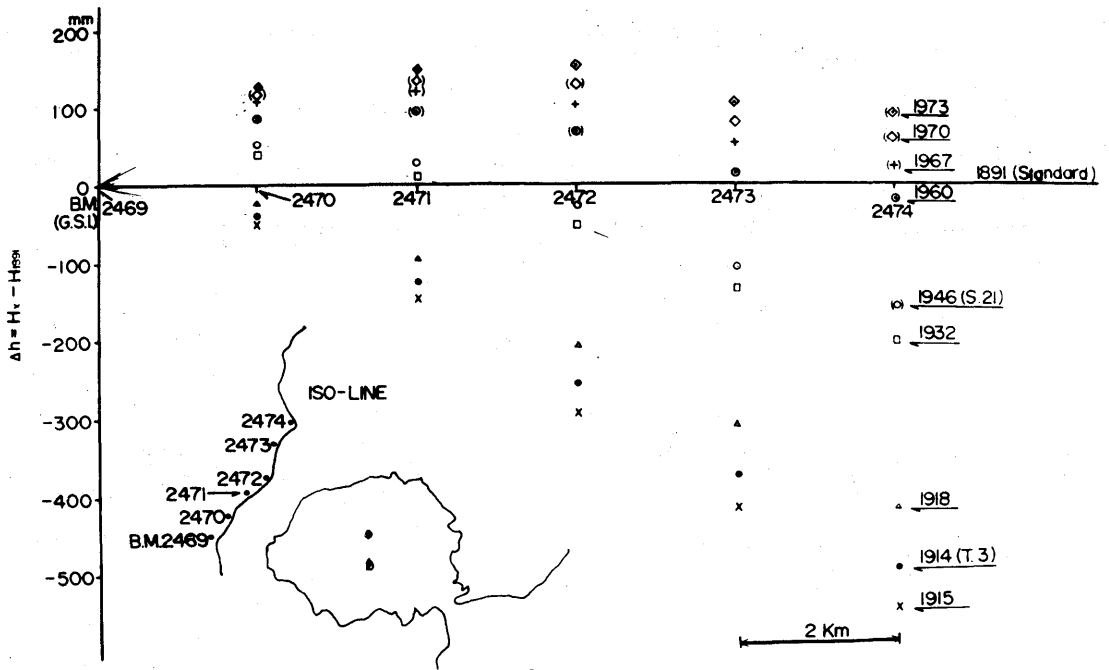 mm
200
100
0
B.M.
(G.S.I.)
-100
-200
-300
-400
-500
Δh = Hx - H1891
2469
2470
2471
2472
2473
2474
1973
1970
1967
1891 (Standard)
1960
1946 (S.21)
1932
1918
1914 (T.3)
1915
2 Km
ISO-LINE
2474
2473
2472
2471
2470
B.M.2469